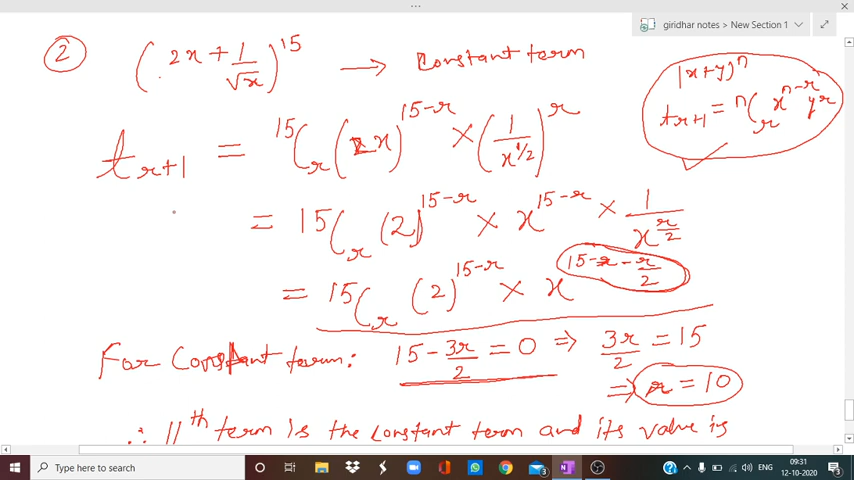 giridhar notes > New Section 1
2 (2x + 1/√x)^15 → Constant term
(x+y)^n
t_{r+1} = ^nC_r x^{n-r} y^r
t_{r+1} = ^15C_r (2x)^{15-r} × (1/x^{1/2})^r
= 15C_r (2)^{15-r} × x^{15-r} × 1/x^{r/2}
= 15C_r (2)^{15-r} × x^{15-r-r/2}
For Constant term: 15 - 3r/2 = 0 ⇒ 3r/2 = 15
⇒ r = 10
∴ 11th term is the constant term and its value is
Type here to search
ENG
09:31
12-10-2020
3
3